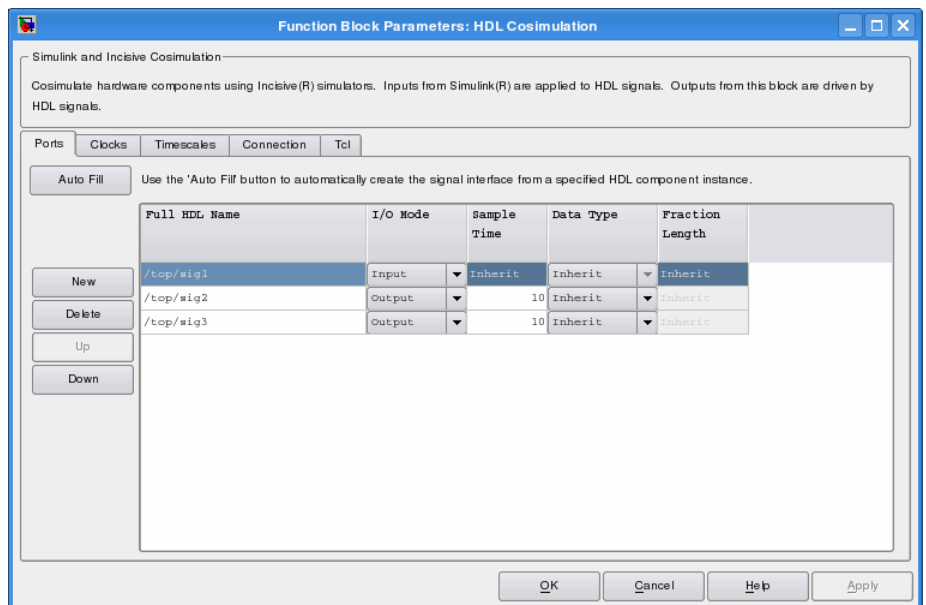 Function Block Parameters: HDL Cosimulation
Simulink and Incisive Cosimulation
Cosimulate hardware components using Incisive(R) simulators. Inputs from Simulink(R) are applied to HDL signals. Outputs from this block are driven by
HDL signals.
Ports Clocks Timescales Connection Tcl
Auto Fill Use the 'Auto Fill' button to automatically create the signal interface from a specified HDL component instance.
Full HDL Name I/O Mode Sample Time Data Type Fraction Length
/top/sig1 Input Inherit Inherit Inherit
/top/sig2 Output 10 Inherit Inherit
/top/sig3 Output 10 Inherit Inherit
New
Delete
Up
Down
OK Cancel Help Apply